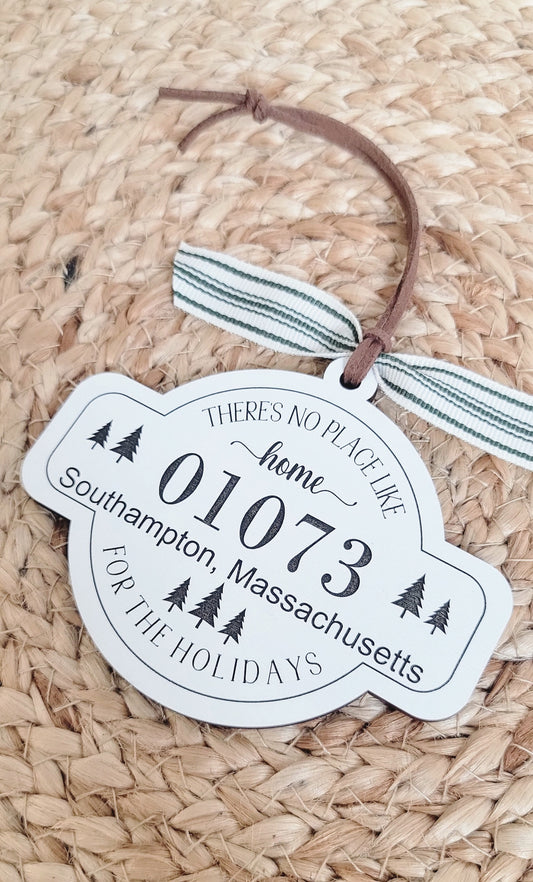 THERE'S NO PLACE LIKE
home
01073
Southampton, Massachusetts
FOR THE HOLIDAYS